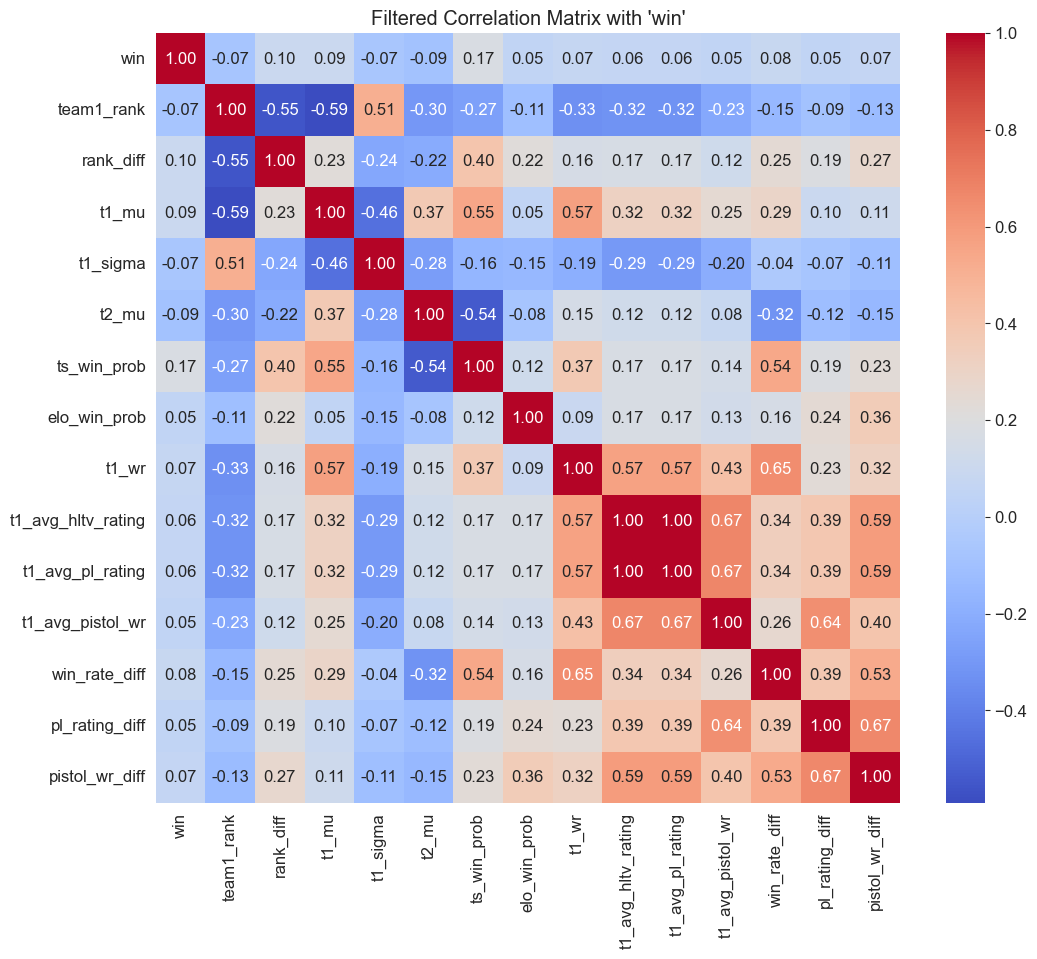 Filtered Correlation Matrix with 'win'
win 1.00 -0.07 0.10 0.09 -0.07 -0.09 0.17 0.05 0.07 0.06 0.06 0.05 0.08 0.05 0.07
team1_rank -0.07 1.00 -0.55 -0.59 0.51 -0.30 -0.27 -0.11 -0.33 -0.32 -0.32 -0.23 -0.15 -0.09 -0.13
rank_diff 0.10 -0.55 1.00 0.23 -0.24 -0.22 0.40 0.22 0.16 0.17 0.17 0.12 0.25 0.19 0.27
t1_mu 0.09 -0.59 0.23 1.00 -0.46 0.37 0.55 0.05 0.57 0.32 0.32 0.25 0.29 0.10 0.11
t1_sigma -0.07 0.51 -0.24 -0.46 1.00 -0.28 -0.16 -0.15 -0.19 -0.29 -0.29 -0.20 -0.04 -0.07 -0.11
t2_mu -0.09 -0.30 -0.22 0.37 -0.28 1.00 -0.54 -0.08 0.15 0.12 0.12 0.08 -0.32 -0.12 -0.15
ts_win_prob 0.17 -0.27 0.40 0.55 -0.16 -0.54 1.00 0.12 0.37 0.17 0.17 0.14 0.54 0.19 0.23
elo_win_prob 0.05 -0.11 0.22 0.05 -0.15 -0.08 0.12 1.00 0.09 0.17 0.17 0.13 0.16 0.24 0.36
t1_wr 0.07 -0.33 0.16 0.57 -0.19 0.15 0.37 0.09 1.00 0.57 0.57 0.43 0.65 0.23 0.32
t1_avg_hltv_rating 0.06 -0.32 0.17 0.32 -0.29 0.12 0.17 0.17 0.57 1.00 1.00 0.67 0.34 0.39 0.59
t1_avg_pl_rating 0.06 -0.32 0.17 0.32 -0.29 0.12 0.17 0.17 0.57 1.00 1.00 0.67 0.34 0.39 0.59
t1_avg_pistol_wr 0.05 -0.23 0.12 0.25 -0.20 0.08 0.14 0.13 0.43 0.67 0.67 1.00 0.26 0.64 0.40
win_rate_diff 0.08 -0.15 0.25 0.29 -0.04 -0.32 0.54 0.16 0.65 0.34 0.34 0.26 1.00 0.39 0.53
pl_rating_diff 0.05 -0.09 0.19 0.10 -0.07 -0.12 0.19 0.24 0.23 0.39 0.39 0.64 0.39 1.00 0.67
pistol_wr_diff 0.07 -0.13 0.27 0.11 -0.11 -0.15 0.23 0.36 0.32 0.59 0.59 0.40 0.53 0.67 1.00
win
team1_rank
rank_diff
t1_mu
t1_sigma
t2_mu
ts_win_prob
elo_win_prob
t1_wr
t1_avg_hltv_rating
t1_avg_pl_rating
t1_avg_pistol_wr
win_rate_diff
pl_rating_diff
pistol_wr_diff
1.0
0.8
0.6
0.4
0.2
0.0
−0.2
−0.4